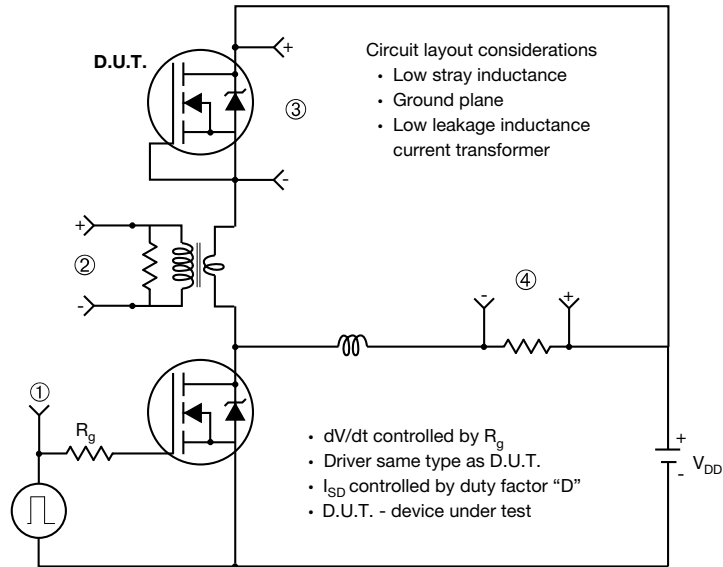 D.U.T.
+
Circuit layout considerations
• Low stray inductance
• Ground plane
• Low leakage inductance
current transformer
③
-
+
②
-
④
-
+
①
Rg
• dV/dt controlled by Rg
• Driver same type as D.U.T.
• ISD controlled by duty factor “D”
• D.U.T. - device under test
+
-
VDD